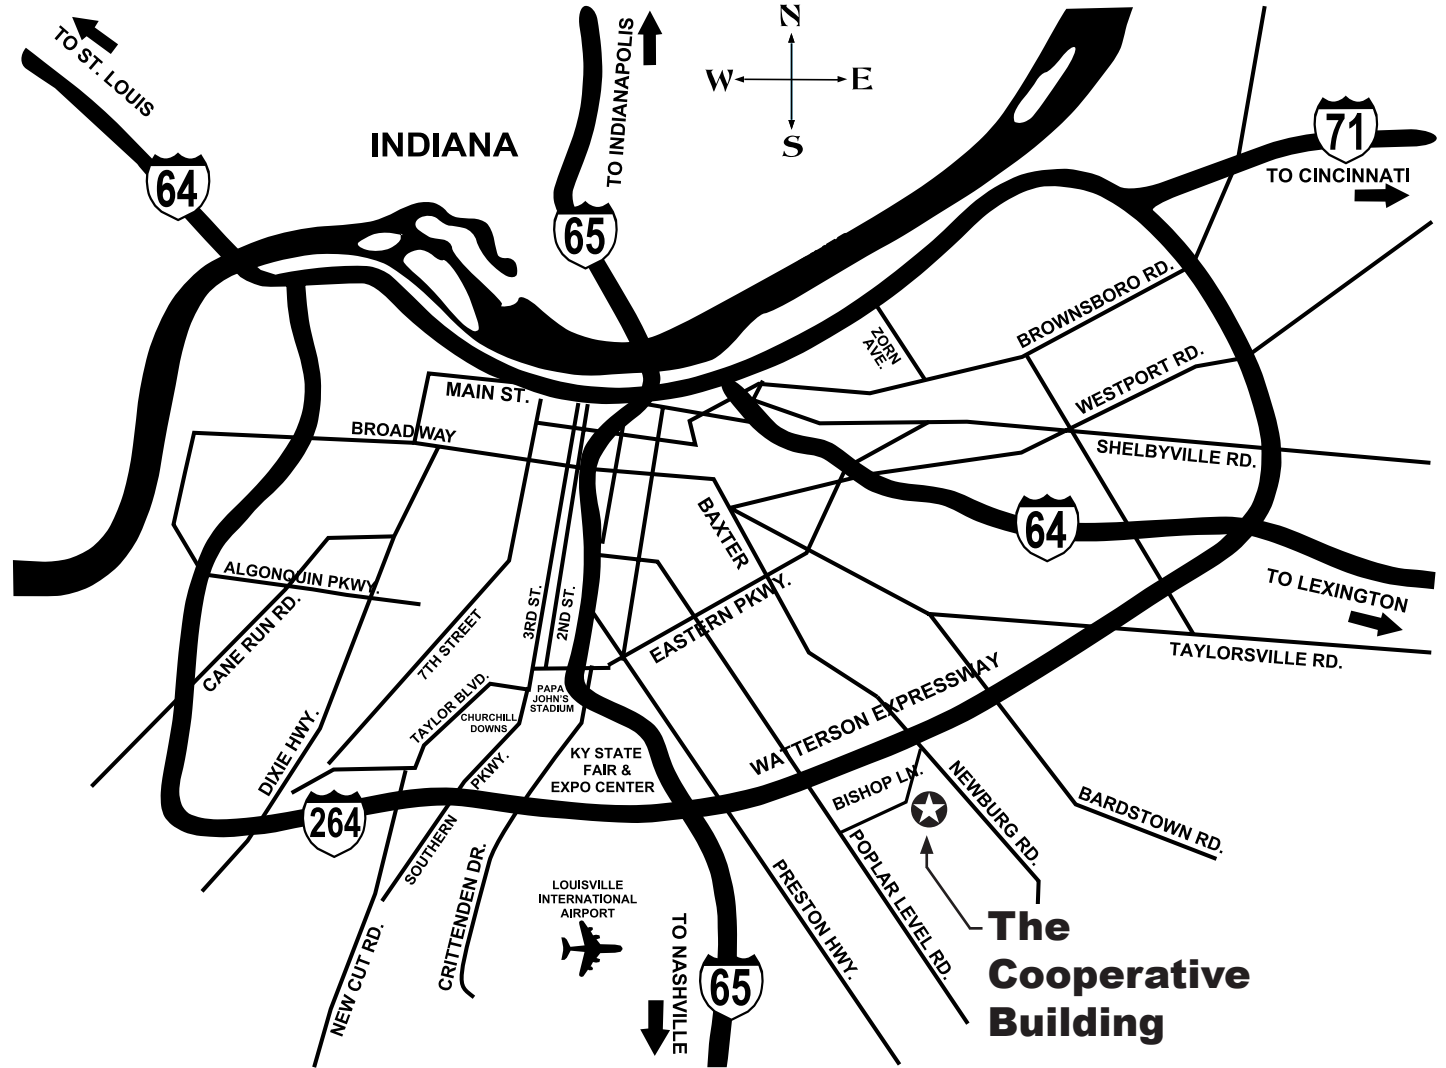 N
W E
S
TO ST. LOUIS
TO INDIANAPOLIS
INDIANA
64
65
71
TO CINCINNATI
BROWNSBORO RD.
ZORN
AVE.
WESTPORT RD.
MAIN ST.
BROADWAY
SHELBYVILLE RD.
BAXTER
64
TO LEXINGTON
ALGONQUIN PKWY.
CANE RUN RD.
7TH STREET
3RD ST.
2ND ST.
EASTERN PKWY.
TAYLORSVILLE RD.
WATTERSON EXPRESSWAY
TAYLOR BLVD.
PAPA
JOHN'S
STADIUM
CHURCHILL
DOWNS
DIXIE HWY.
KY STATE
FAIR &
EXPO CENTER
SOUTHERN PKWY.
BISHOP LN.
NEWBURG RD.
BARDSTOWN RD.
264
CRITTENDEN DR.
POPLAR LEVEL RD.
PRESTON HWY.
LOUISVILLE
INTERNATIONAL
AIRPORT
NEW CUT RD.
TO NASHVILLE
65
The
Cooperative
Building